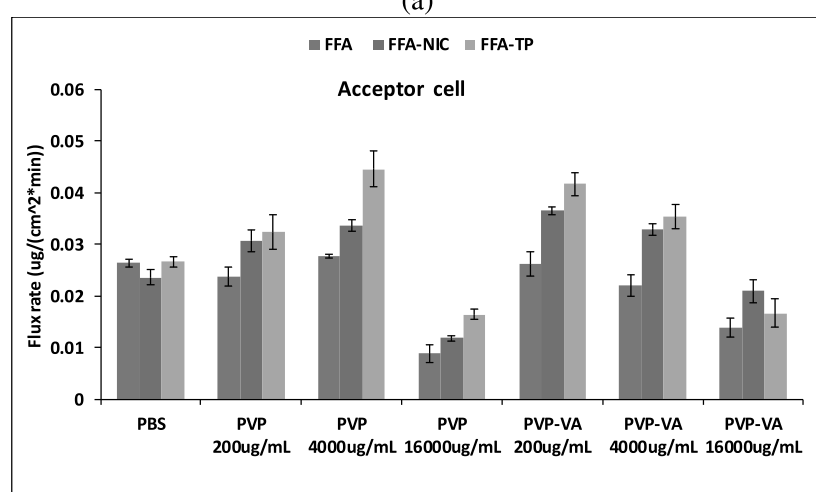 (a)
FFA FFA-NIC FFA-TP
Acceptor cell
Flux rate (ug/(cm^2*min))
0.06
0.05
0.04
0.03
0.02
0.01
0
PBS PVP PVP PVP PVP-VA PVP-VA PVP-VA
200ug/mL 4000ug/mL 16000ug/mL 200ug/mL 4000ug/mL 16000ug/mL